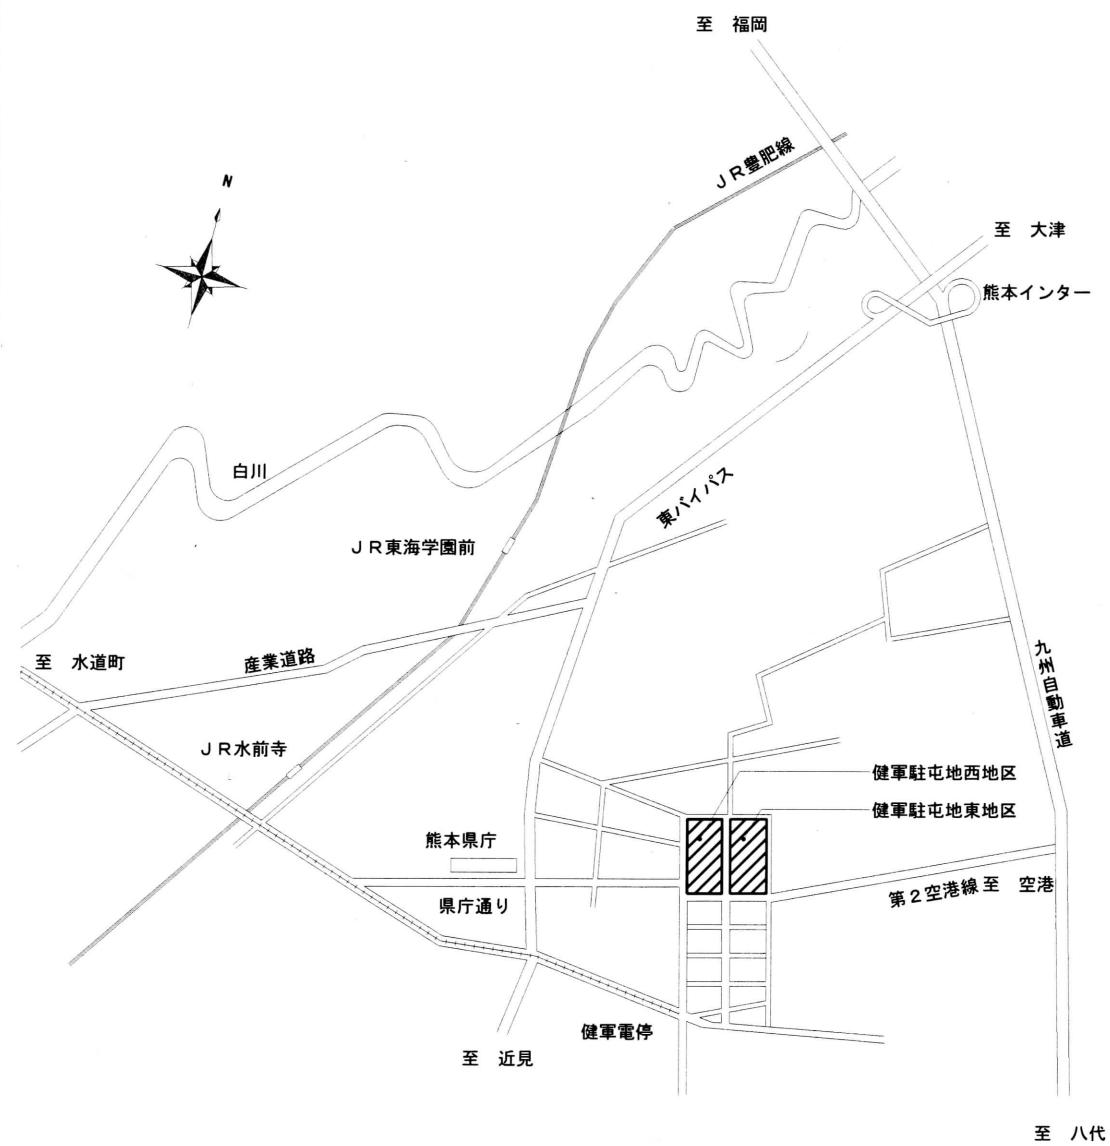 至　福岡
ＪＲ豊肥線
N
至　大津
熊本インター
白川
東バイパス
ＪＲ東海学園前
至　水道町
産業道路
九州自動車道
ＪＲ水前寺
健軍駐屯地西地区
健軍駐屯地東地区
熊本県庁
第２空港線 至　空港
県庁通り
健軍電停
至　近見
至　八代